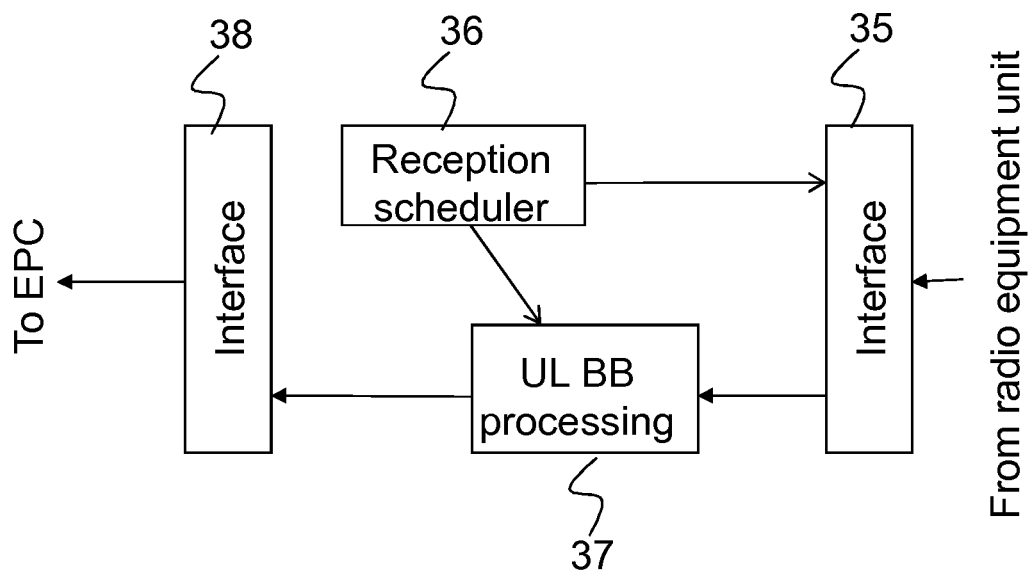 38
36
35
Reception
scheduler
To EPC
Interface
Interface
From radio equipment unit
UL BB
processing
37